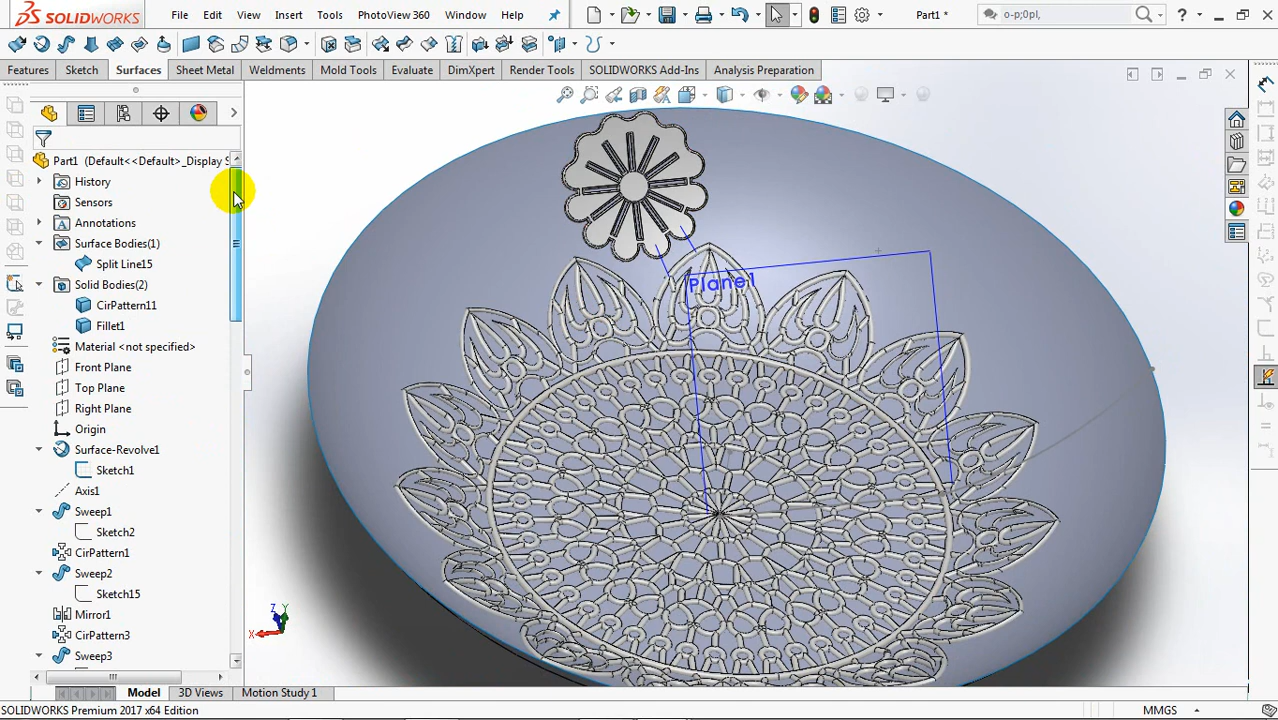 SOLIDWORKS
File
Edit
View
Insert
Tools
PhotoView 360
Window
Help
Part1 *
o-p;0pl,
Features
Sketch
Surfaces
Sheet Metal
Weldments
Mold Tools
Evaluate
DimXpert
Render Tools
SOLIDWORKS Add-Ins
Analysis Preparation
Part1 (Default<<Default>_Display S
History
Sensors
Annotations
Surface Bodies(1)
Split Line15
Solid Bodies(2)
CirPattern11
Fillet1
Material <not specified>
Front Plane
Top Plane
Right Plane
Origin
Surface-Revolve1
Sketch1
Axis1
Sweep1
Sketch2
CirPattern1
Sweep2
Sketch15
Mirror1
CirPattern3
Sweep3
Plane1
Z
Y
X
Model
3D Views
Motion Study 1
SOLIDWORKS Premium 2017 x64 Edition
MMGS